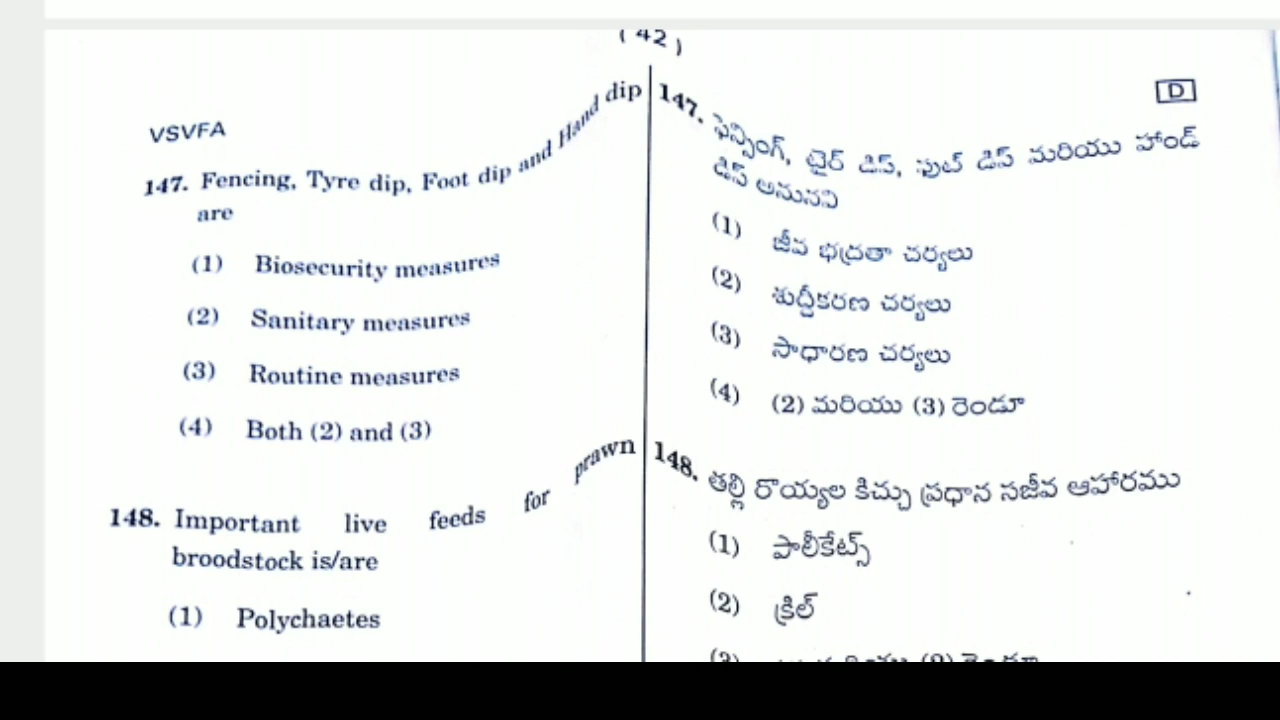 ( 42 )
D
VSVFA
147. Fencing, Tyre dip, Foot dip and Hand dip
are
(1) Biosecurity measures
(2) Sanitary measures
(3) Routine measures
(4) Both (2) and (3)
148. Important live feeds for prawn
broodstock is/are
(1) Polychaetes
147. ఫెన్సింగ్, టైర్ డిప్, ఫుట్ డిప్ మరియు హాండ్
డిప్ అనునవి
(1) జీవ భద్రతా చర్యలు
(2) శుద్దీకరణ చర్యలు
(3) సాధారణ చర్యలు
(4) (2) మరియు (3) రెండూ
148. తల్లి రొయ్యల కిచ్చు ప్రధాన సజీవ ఆహారము
(1) పాలీకేట్స్
(2) క్రిల్